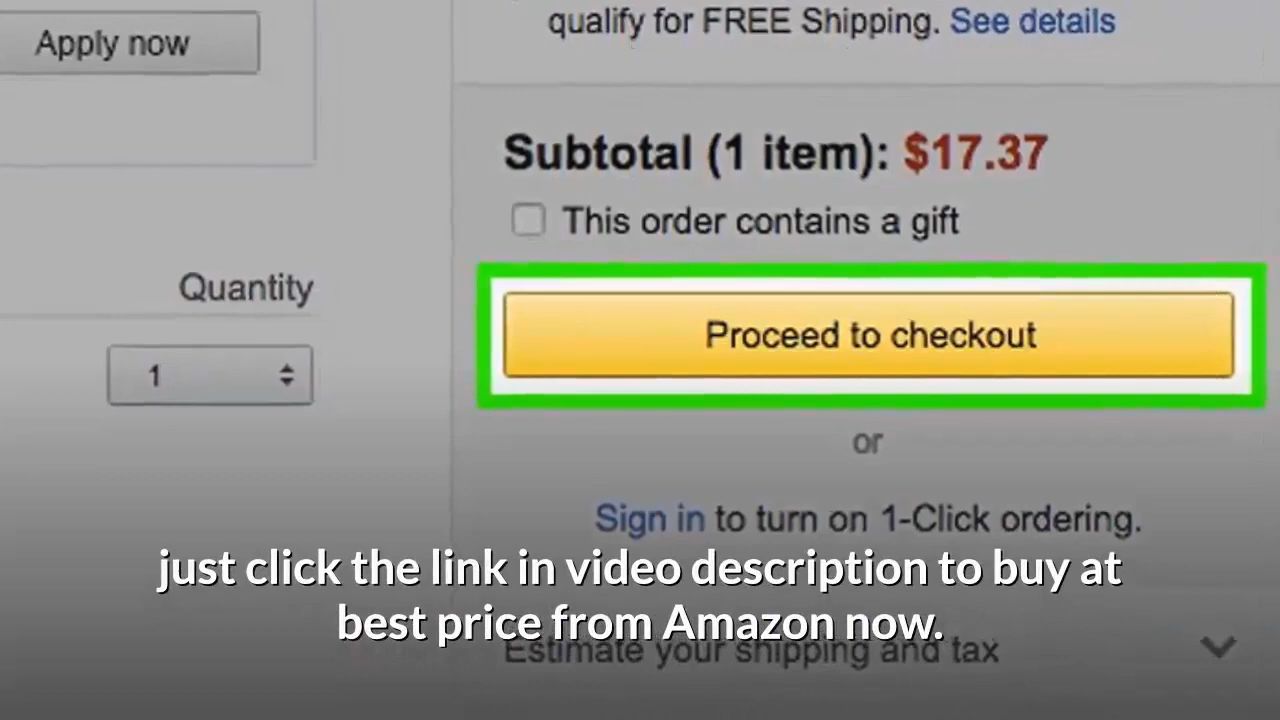 qualify for FREE Shipping. See details
Apply now
Subtotal (1 item): $17.37
This order contains a gift
Quantity
Proceed to checkout
1
or
Sign in to turn on 1-Click ordering.
just click the link in video description to buy at
best price from Amazon now.
Estimate your shipping and tax